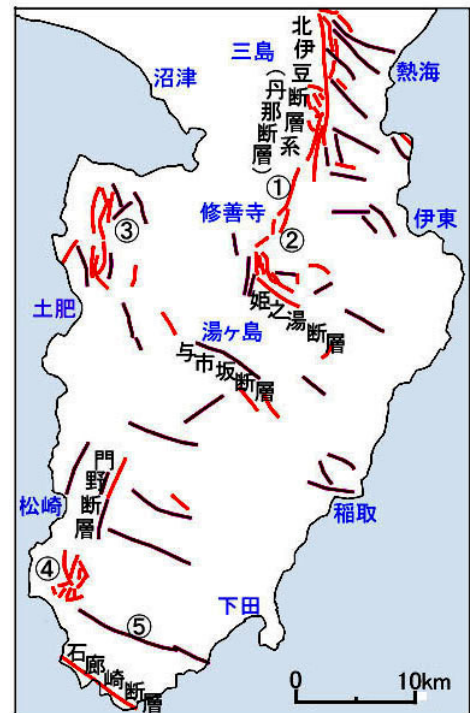 三島
沼津
熱海
北伊豆断層系
(丹那断層)
①
修善寺
伊東
②
③
姫之湯断層
土肥
湯ヶ島
与市坂断層
門野断層
松崎
稲取
④
下田
⑤
石廊崎断層
0 10km